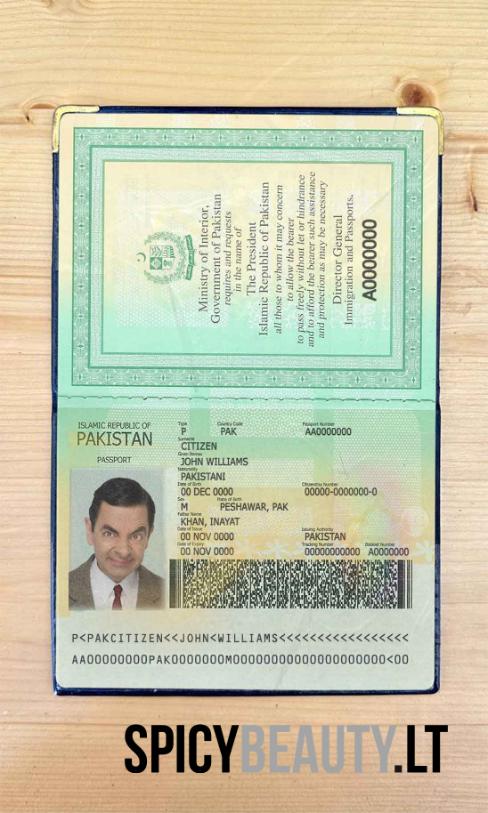 Ministry of Interior,
Government of Pakistan
requires and requests
in the name of
The President
Islamic Republic of Pakistan
all those to whom it may concern
to allow the bearer
to pass freely without let or hindrance
and to afford the bearer such assistance
and protection as may be necessary
Director General
Immigration and Passports.
A0000000
ISLAMIC REPUBLIC OF
PAKISTAN
PASSPORT
Type Country Code Passport Number
P PAK AA0000000
Surname
CITIZEN
Given Names
JOHN WILLIAMS
Nationality
PAKISTANI
Date of Birth Citizenship Number
00 DEC 0000 00000-0000000-0
Sex Place of Birth
M PESHAWAR, PAK
Father Name
KHAN, INAYAT
Date of Issue Issuing Authority
00 NOV 0000 PAKISTAN
Date of Expiry Tracking Number Booklet Number
00 NOV 0000 00000000000 A0000000
P<PAKCITIZEN<<JOHN<WILLIAMS<<<<<<<<<<<<<<<<<<
SPICYBEAUTY.LT